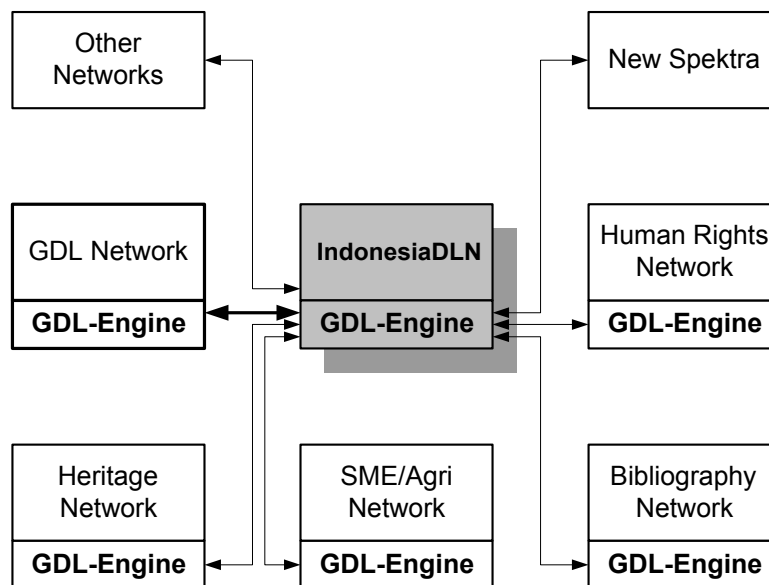 Other
Networks
New Spektra
GDL Network
GDL-Engine
IndonesiaDLN
GDL-Engine
Human Rights
Network
GDL-Engine
Heritage
Network
GDL-Engine
SME/Agri
Network
GDL-Engine
Bibliography
Network
GDL-Engine